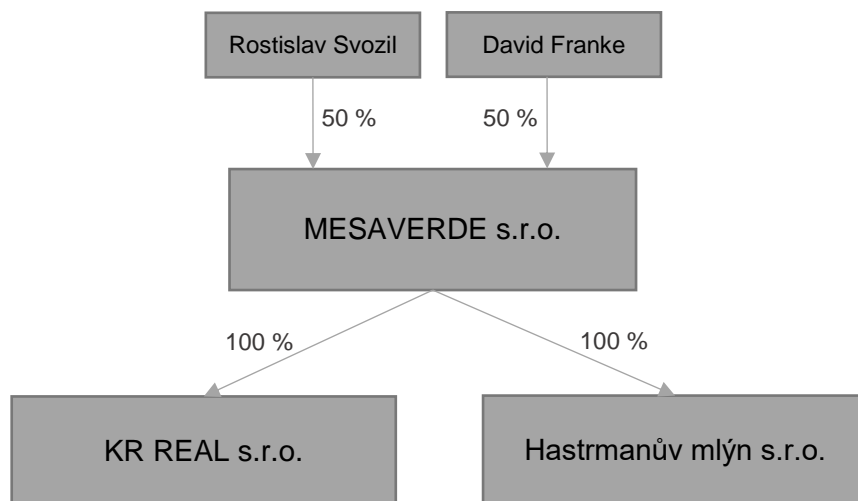 Rostislav Svozil
David Franke
50 %
50 %
MESAVERDE s.r.o.
100 %
100 %
KR REAL s.r.o.
Hastrmanův mlýn s.r.o.